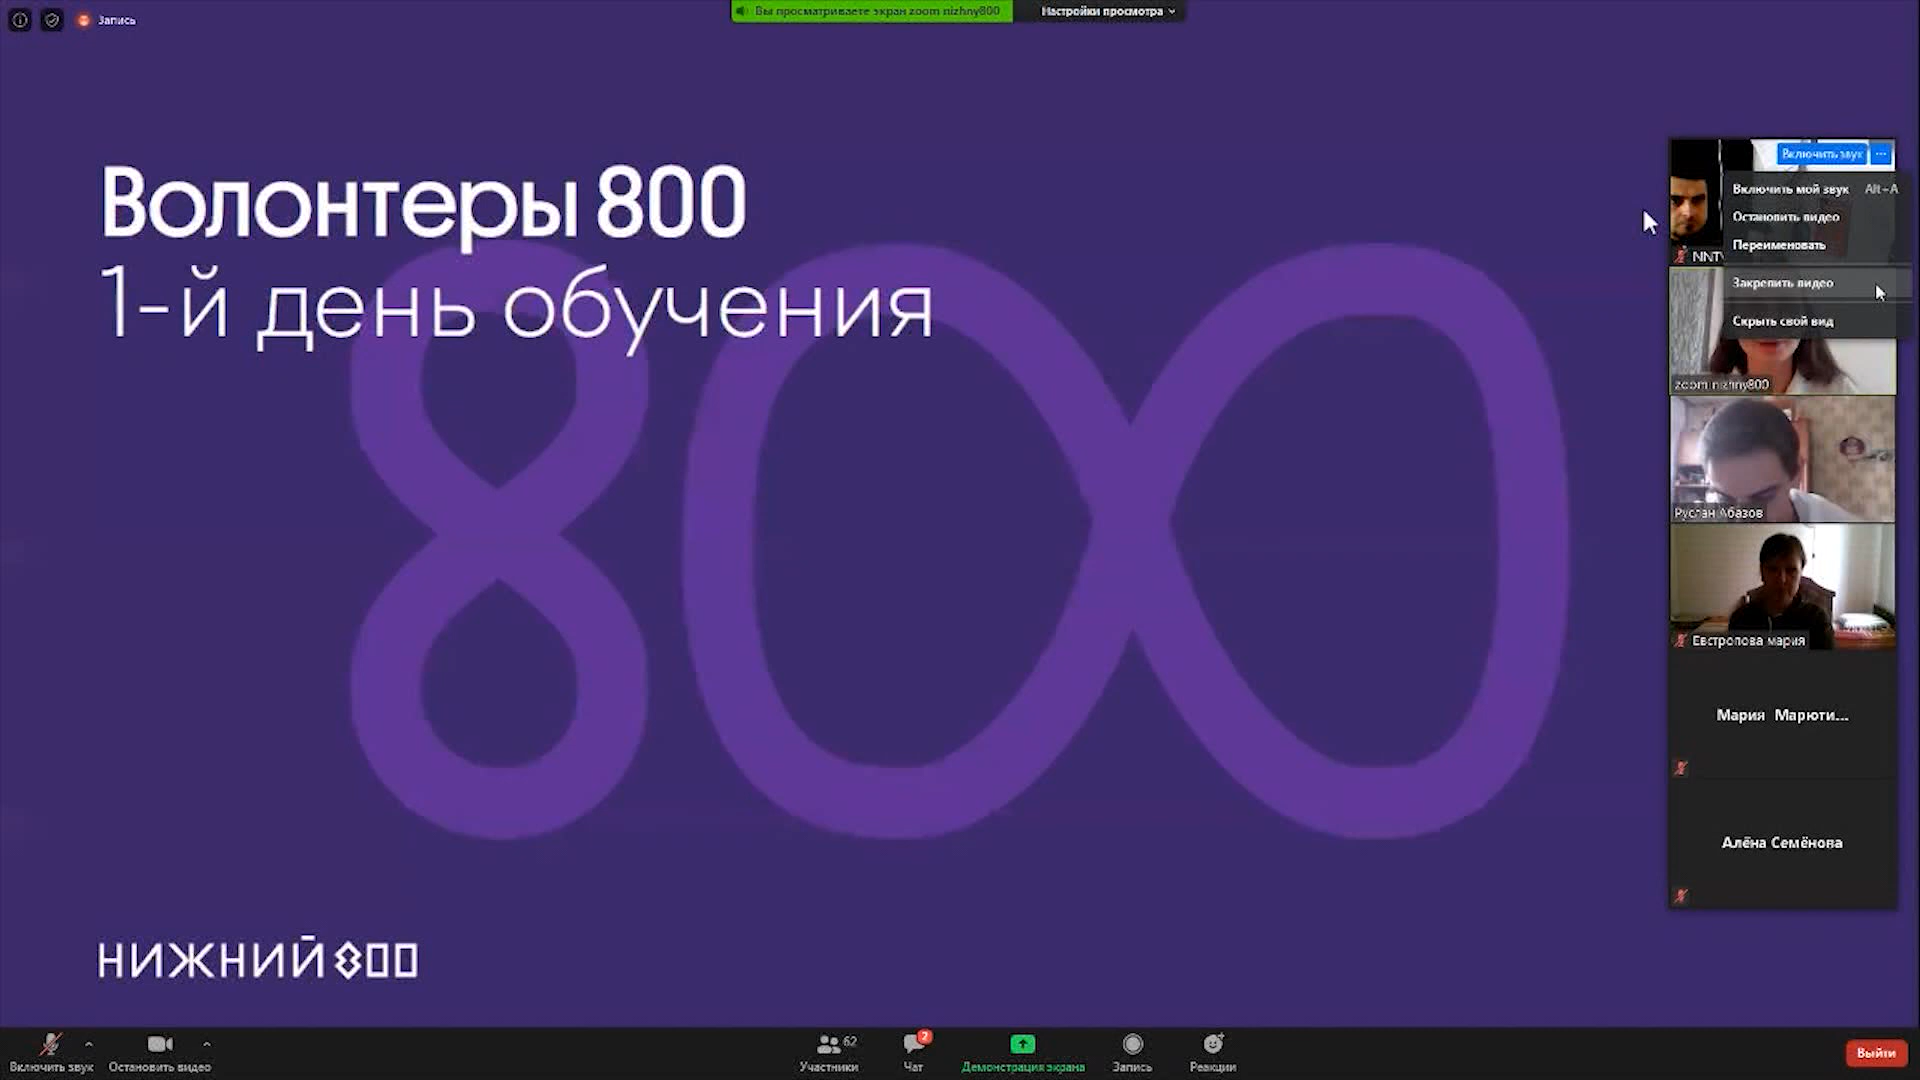 Запись
Вы просматриваете экран zoom nizhny800
Настройки просмотра
Волонтеры 800
1-й день обучения
800
НИЖНИЙ 800
Включить звук
Включить мой звук Alt+A
Остановить видео
Переименовать
Закрепить видео
Скрыть свой вид
zoom nizhny800
Руслан Абазов
Евстропова мария
Мария Марюти...
Алёна Семёнова
Включить звук
Остановить видео
62
Участники
2
Чат
Демонстрация экрана
Запись
Реакции
Выйти